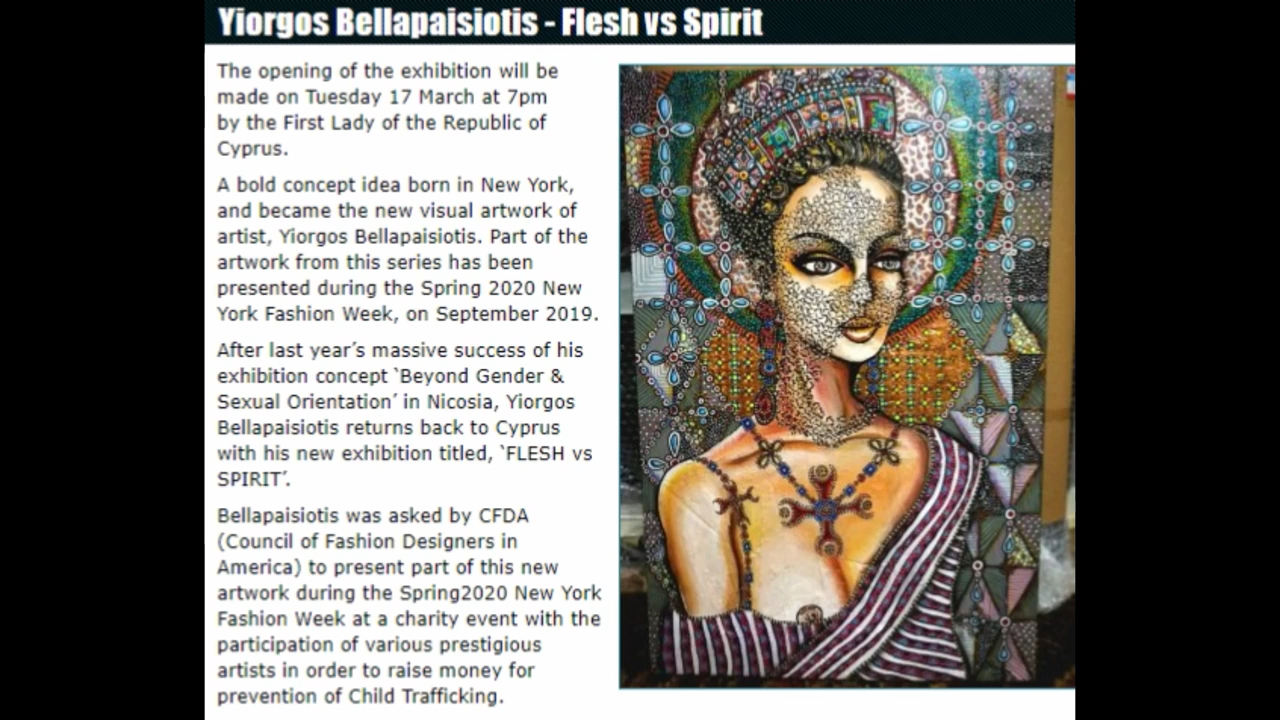 Yiorgos Bellapaisiotis - Flesh vs Spirit
The opening of the exhibition will be
made on Tuesday 17 March at 7pm
by the First Lady of the Republic of
Cyprus.
A bold concept idea born in New York,
and became the new visual artwork of
artist, Yiorgos Bellapaisiotis. Part of the
artwork from this series has been
presented during the Spring 2020 New
York Fashion Week, on September 2019.
After last year’s massive success of his
exhibition concept ‘Beyond Gender &
Sexual Orientation’ in Nicosia, Yiorgos
Bellapaisiotis returns back to Cyprus
with his new exhibition titled, ‘FLESH vs
SPIRIT’.
Bellapaisiotis was asked by CFDA
(Council of Fashion Designers in
America) to present part of this new
artwork during the Spring2020 New York
Fashion Week at a charity event with the
participation of various prestigious
artists in order to raise money for
prevention of Child Trafficking.